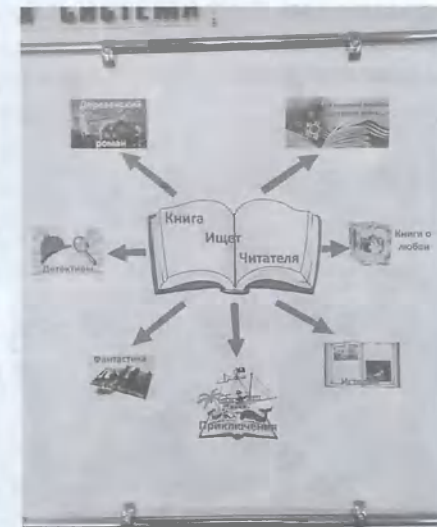 СИСТЕМА
Деревенский
роман
Книга
Ищет
Читателя
Детективы
Книги о
любви
Фантастика
Приключения